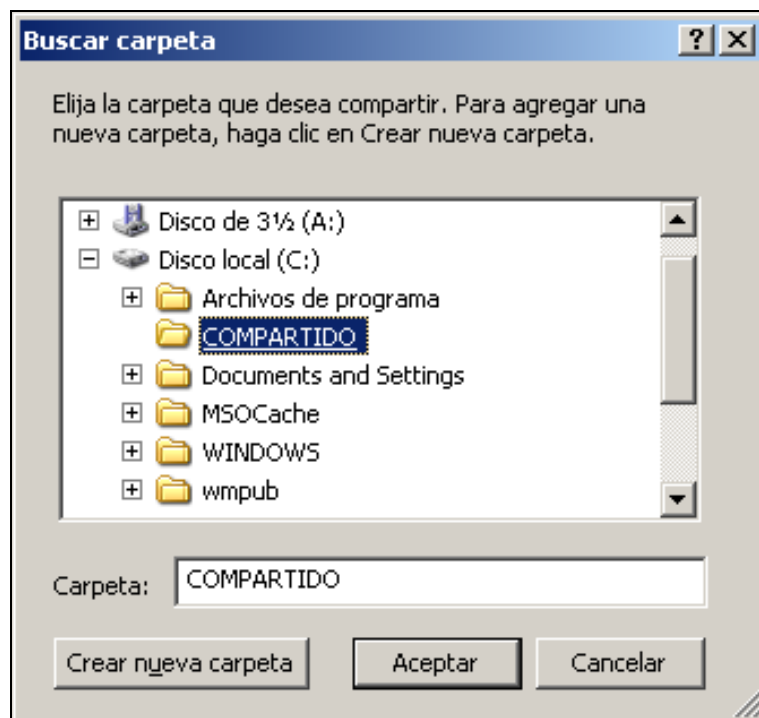 Buscar carpeta
Elija la carpeta que desea compartir. Para agregar una
nueva carpeta, haga clic en Crear nueva carpeta.
Disco de 3½ (A:)
Disco local (C:)
Archivos de programa
COMPARTIDO
Documents and Settings
MSOCache
WINDOWS
wmpub
Carpeta: COMPARTIDO
Crear nueva carpeta Aceptar Cancelar